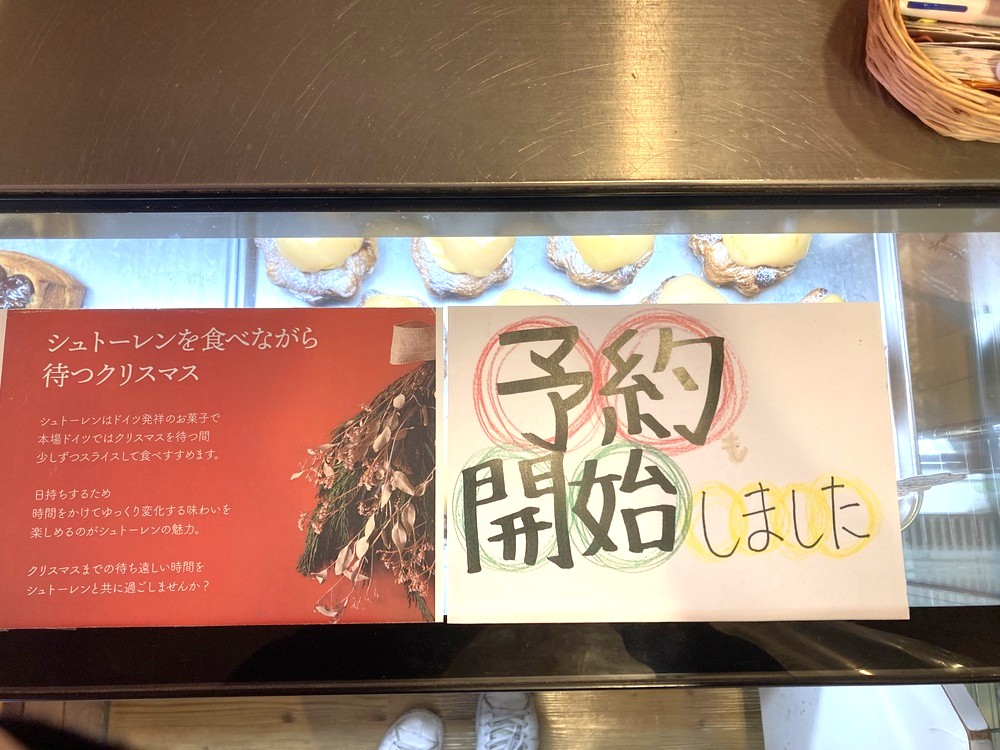 シュトーレンを食べながら
待つクリスマス
シュトーレンはドイツ発祥のお菓子で
本場ドイツではクリスマスを待つ間
少しずつスライスして食べすすめます。
日持ちするため
時間をかけてゆっくり変化する味わいを
楽しめるのがシュトーレンの魅力。
クリスマスまでの待ち遠しい時間を
シュトーレンと共に過ごしませんか？
予約
も
開始しました